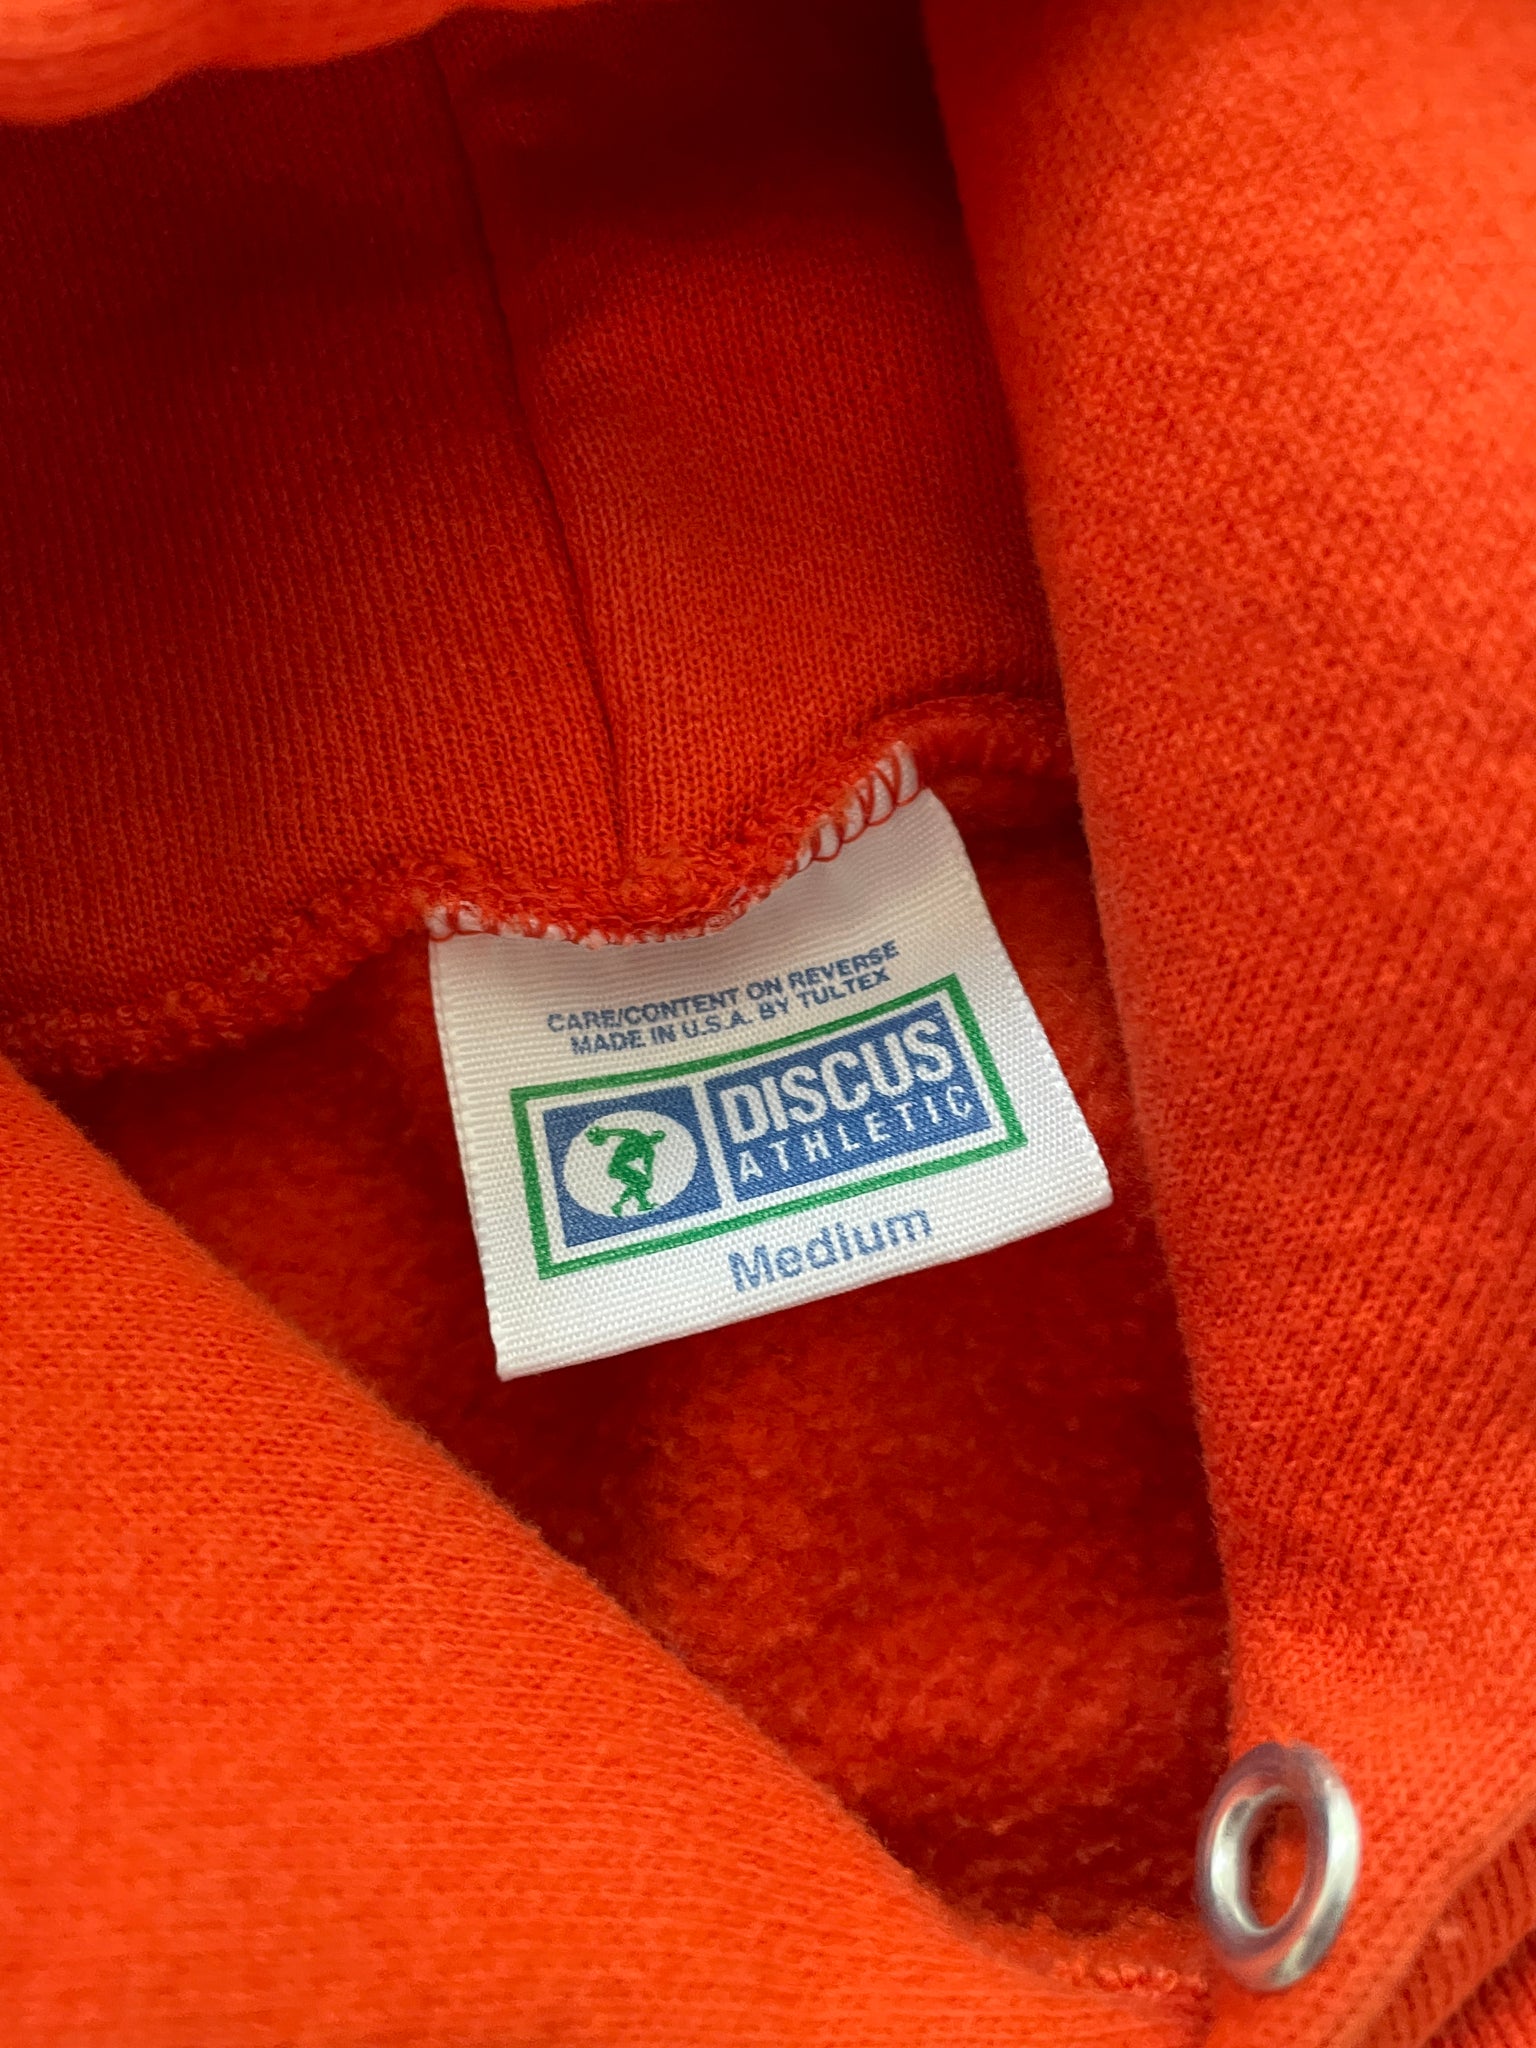 CARE/CONTENT ON REVERSE
MADE IN U.S.A. BY TULTEX
DISCUS
ATHLETIC
Medium